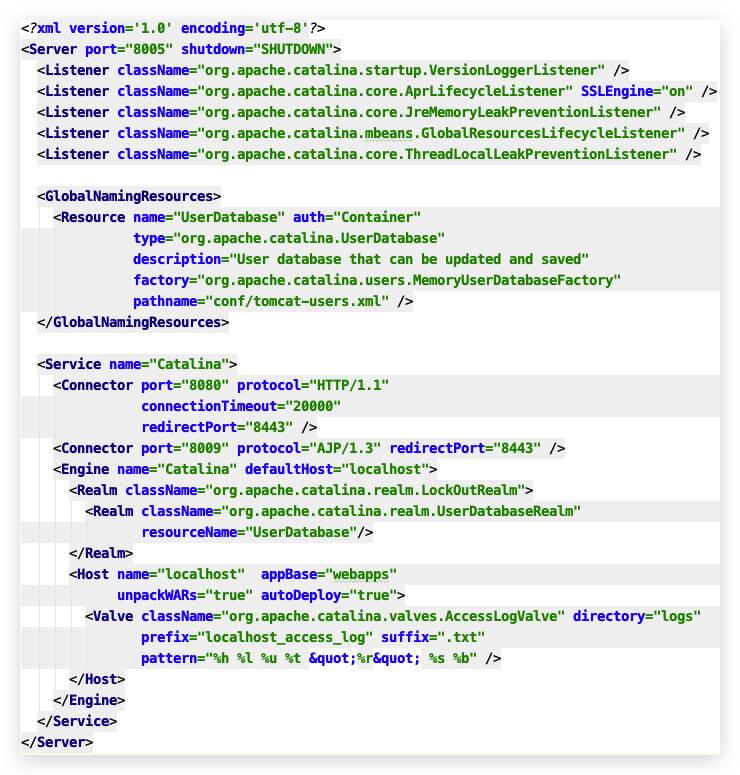 <?xml version='1.0' encoding='utf-8'?>
<Server port="8005" shutdown="SHUTDOWN">
  <Listener className="org.apache.catalina.startup.VersionLoggerListener" />
  <Listener className="org.apache.catalina.core.AprLifecycleListener" SSLEngine="on" />
  <Listener className="org.apache.catalina.core.JreMemoryLeakPreventionListener" />
  <Listener className="org.apache.catalina.mbeans.GlobalResourcesLifecycleListener" />
  <Listener className="org.apache.catalina.core.ThreadLocalLeakPreventionListener" />

  <GlobalNamingResources>
    <Resource name="UserDatabase" auth="Container"
              type="org.apache.catalina.UserDatabase"
              description="User database that can be updated and saved"
              factory="org.apache.catalina.users.MemoryUserDatabaseFactory"
              pathname="conf/tomcat-users.xml" />
  </GlobalNamingResources>

  <Service name="Catalina">
    <Connector port="8080" protocol="HTTP/1.1"
               connectionTimeout="20000"
               redirectPort="8443" />
    <Connector port="8009" protocol="AJP/1.3" redirectPort="8443" />
    <Engine name="Catalina" defaultHost="localhost">
      <Realm className="org.apache.catalina.realm.LockOutRealm">
        <Realm className="org.apache.catalina.realm.UserDatabaseRealm"
               resourceName="UserDatabase"/>
      </Realm>
      <Host name="localhost"  appBase="webapps"
            unpackWARs="true" autoDeploy="true">
        <Valve className="org.apache.catalina.valves.AccessLogValve" directory="logs"
               prefix="localhost_access_log" suffix=".txt"
               pattern="%h %l %u %t &quot;%r&quot; %s %b" />
      </Host>
    </Engine>
  </Service>
</Server>